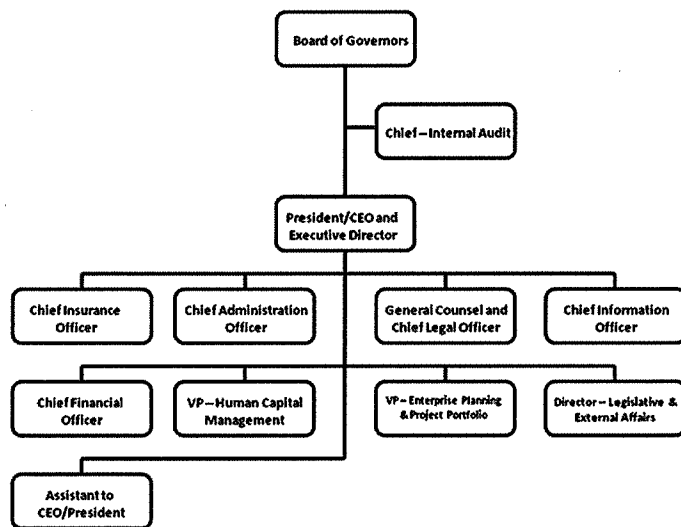 Board of Governors
Chief – Internal Audit
President/CEO and
Executive Director
Chief Insurance
Officer
Chief Administration
Officer
General Counsel and
Chief Legal Officer
Chief Information
Officer
Chief Financial
Officer
VP – Human Capital
Management
VP – Enterprise Planning
& Project Portfolio
Director – Legislative &
External Affairs
Assistant to
CEO/President